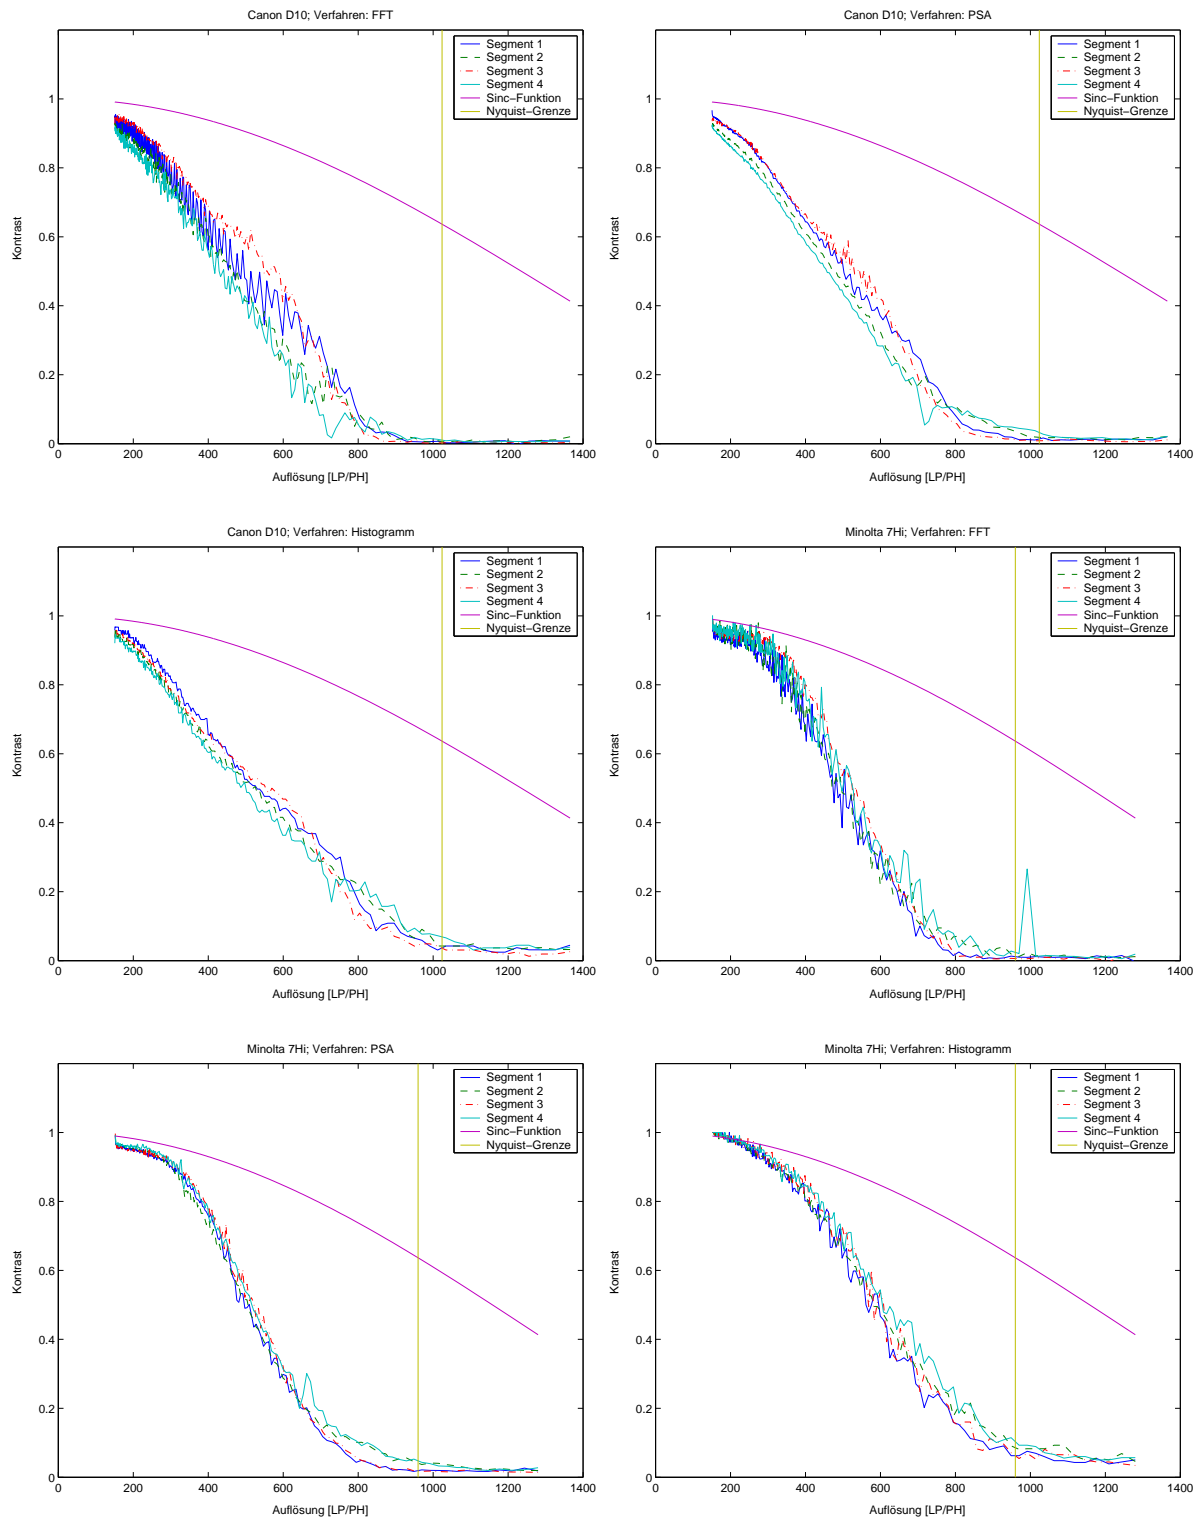 Canon D10; Verfahren: FFT
Segment 1
Segment 2
Segment 3
Segment 4
Sinc−Funktion
Nyquist−Grenze
1
0.8
0.6
0.4
0.2
0
Kontrast
0 200 400 600 800 1000 1200 1400
Auflösung [LP/PH]
Canon D10; Verfahren: PSA
Segment 1
Segment 2
Segment 3
Segment 4
Sinc−Funktion
Nyquist−Grenze
1
0.8
0.6
0.4
0.2
0
Kontrast
0 200 400 600 800 1000 1200 1400
Auflösung [LP/PH]
Canon D10; Verfahren: Histogramm
Segment 1
Segment 2
Segment 3
Segment 4
Sinc−Funktion
Nyquist−Grenze
1
0.8
0.6
0.4
0.2
0
Kontrast
0 200 400 600 800 1000 1200 1400
Auflösung [LP/PH]
Minolta 7Hi; Verfahren: FFT
Segment 1
Segment 2
Segment 3
Segment 4
Sinc−Funktion
Nyquist−Grenze
1
0.8
0.6
0.4
0.2
0
Kontrast
0 200 400 600 800 1000 1200 1400
Auflösung [LP/PH]
Minolta 7Hi; Verfahren: PSA
Segment 1
Segment 2
Segment 3
Segment 4
Sinc−Funktion
Nyquist−Grenze
1
0.8
0.6
0.4
0.2
0
Kontrast
0 200 400 600 800 1000 1200 1400
Auflösung [LP/PH]
Minolta 7Hi; Verfahren: Histogramm
Segment 1
Segment 2
Segment 3
Segment 4
Sinc−Funktion
Nyquist−Grenze
1
0.8
0.6
0.4
0.2
0
Kontrast
0 200 400 600 800 1000 1200 1400
Auflösung [LP/PH]